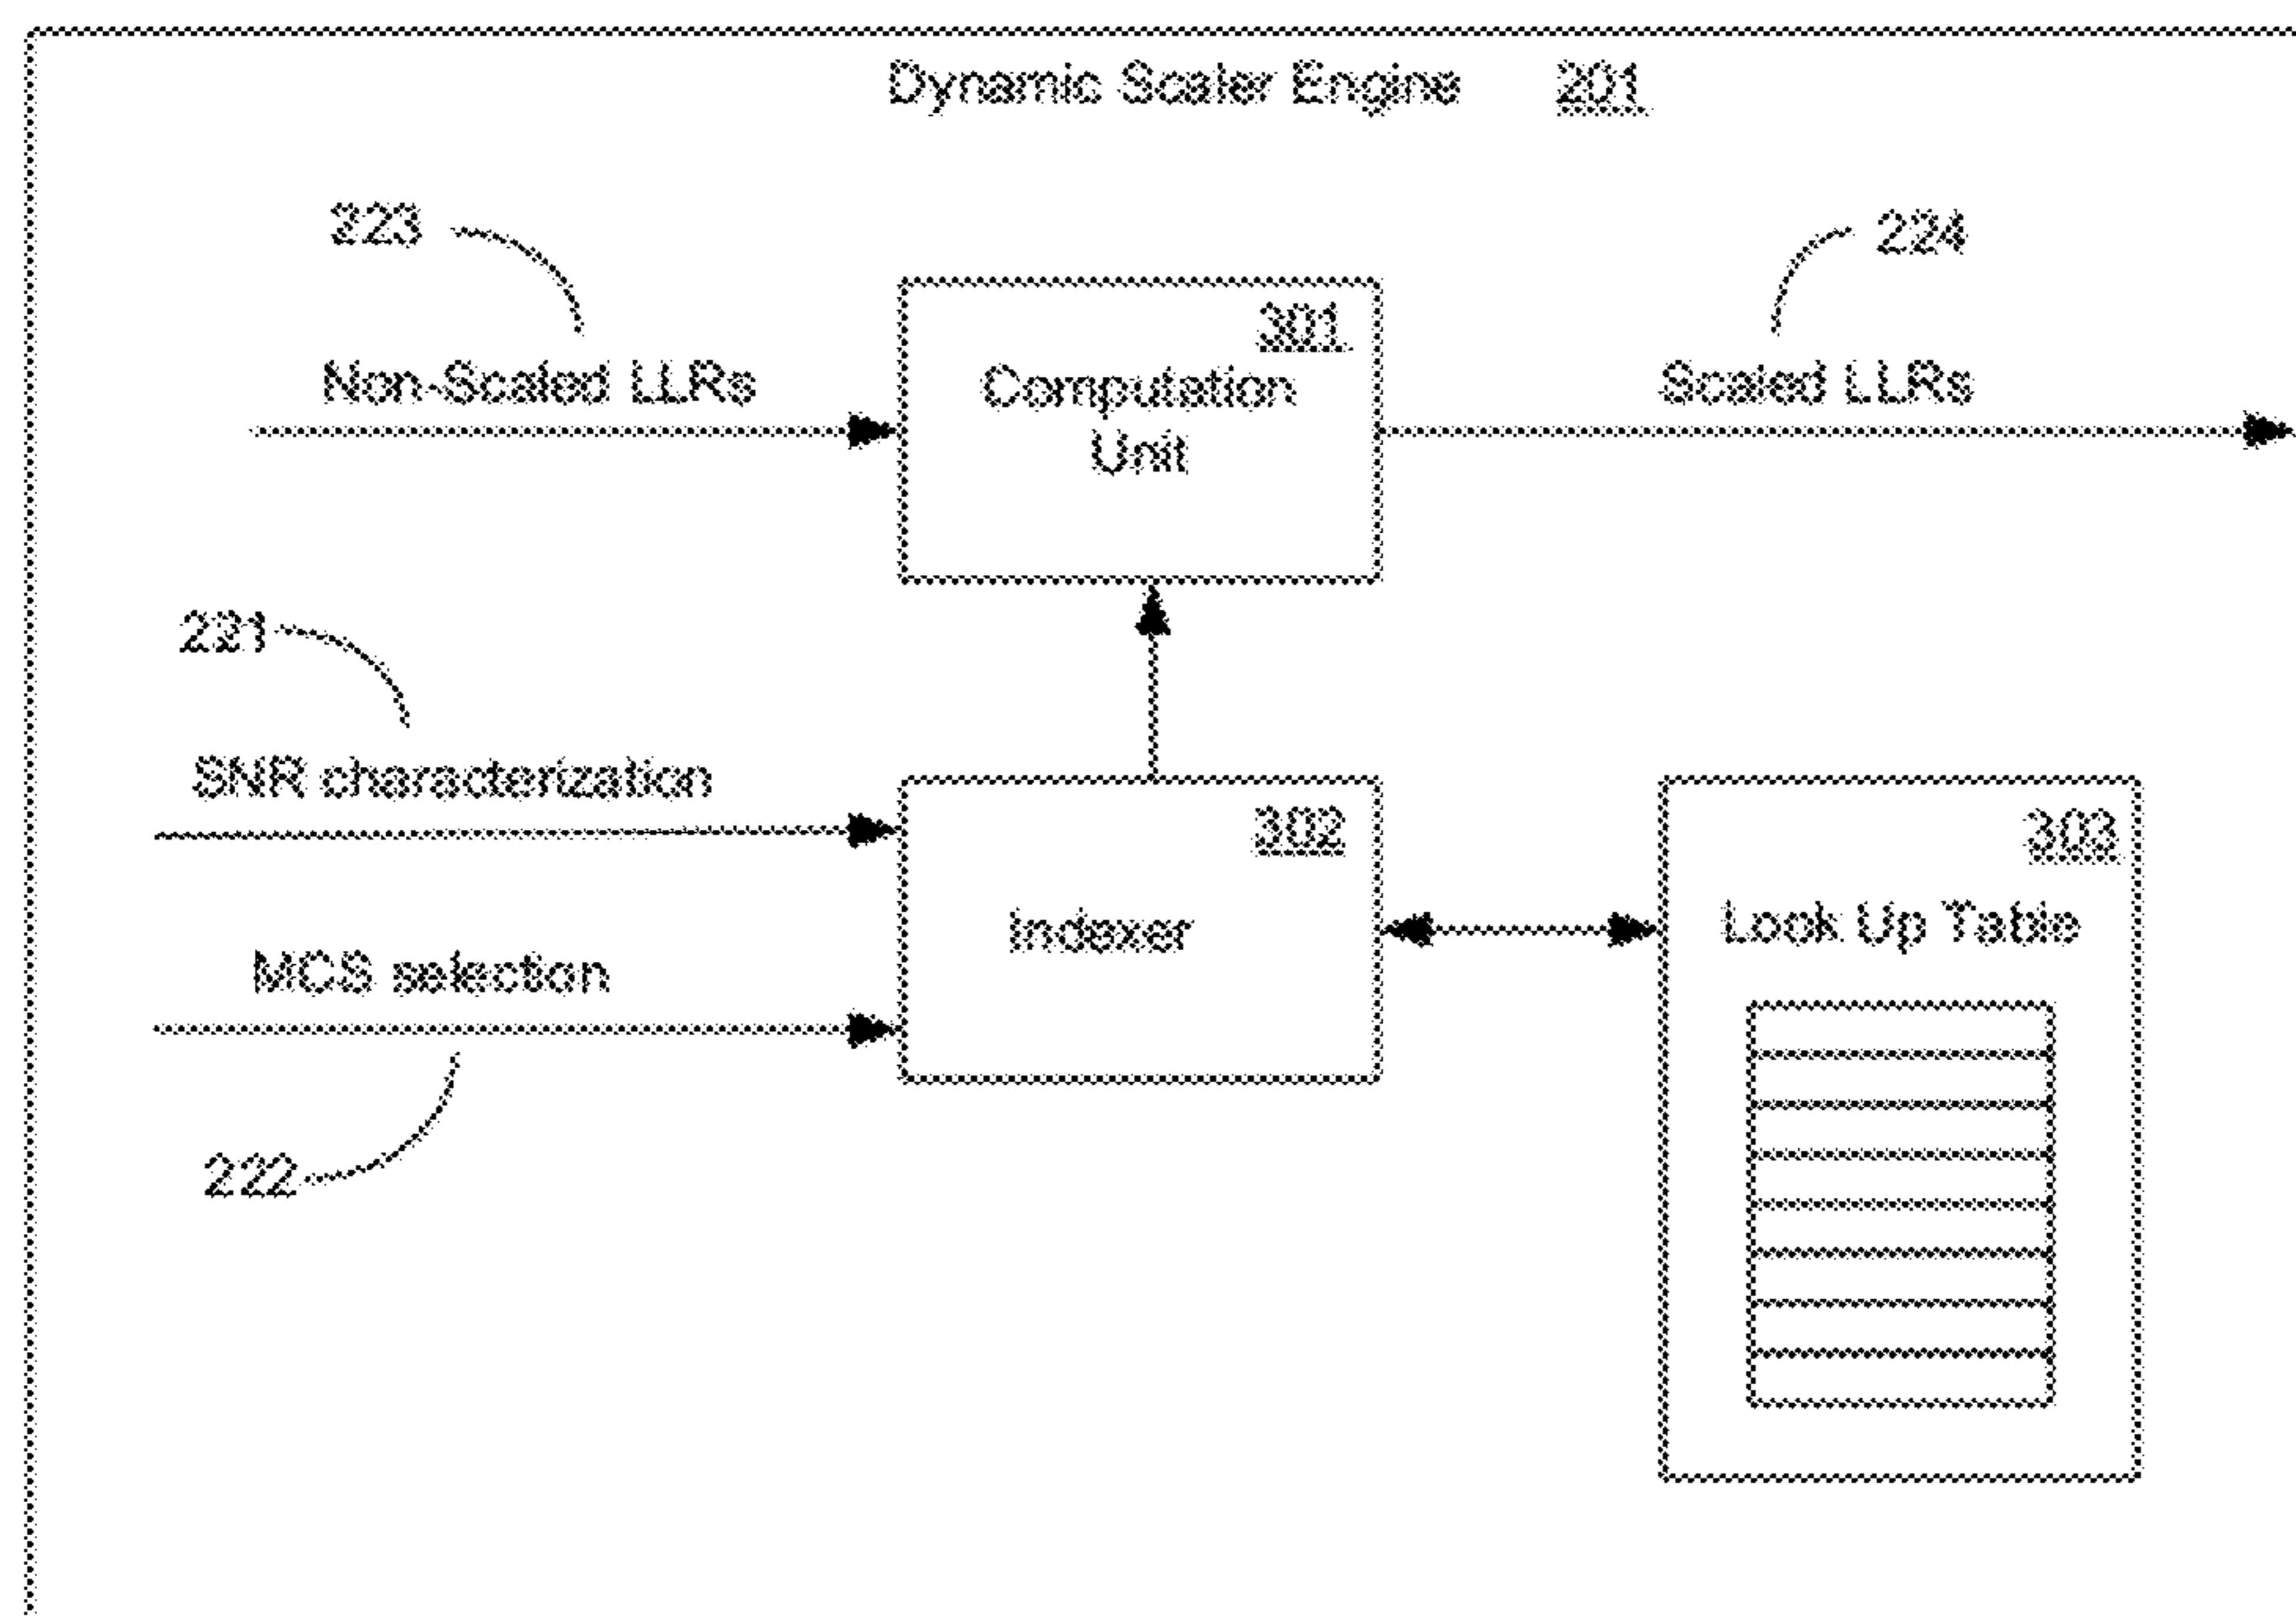 Dynamic Scaler Engine 201
223
224
Non-Scaled LLRs
301
Computation
Unit
Scaled LLRs
221
SNR characterization
302
Indexer
303
Look Up Table
MCS selection
222